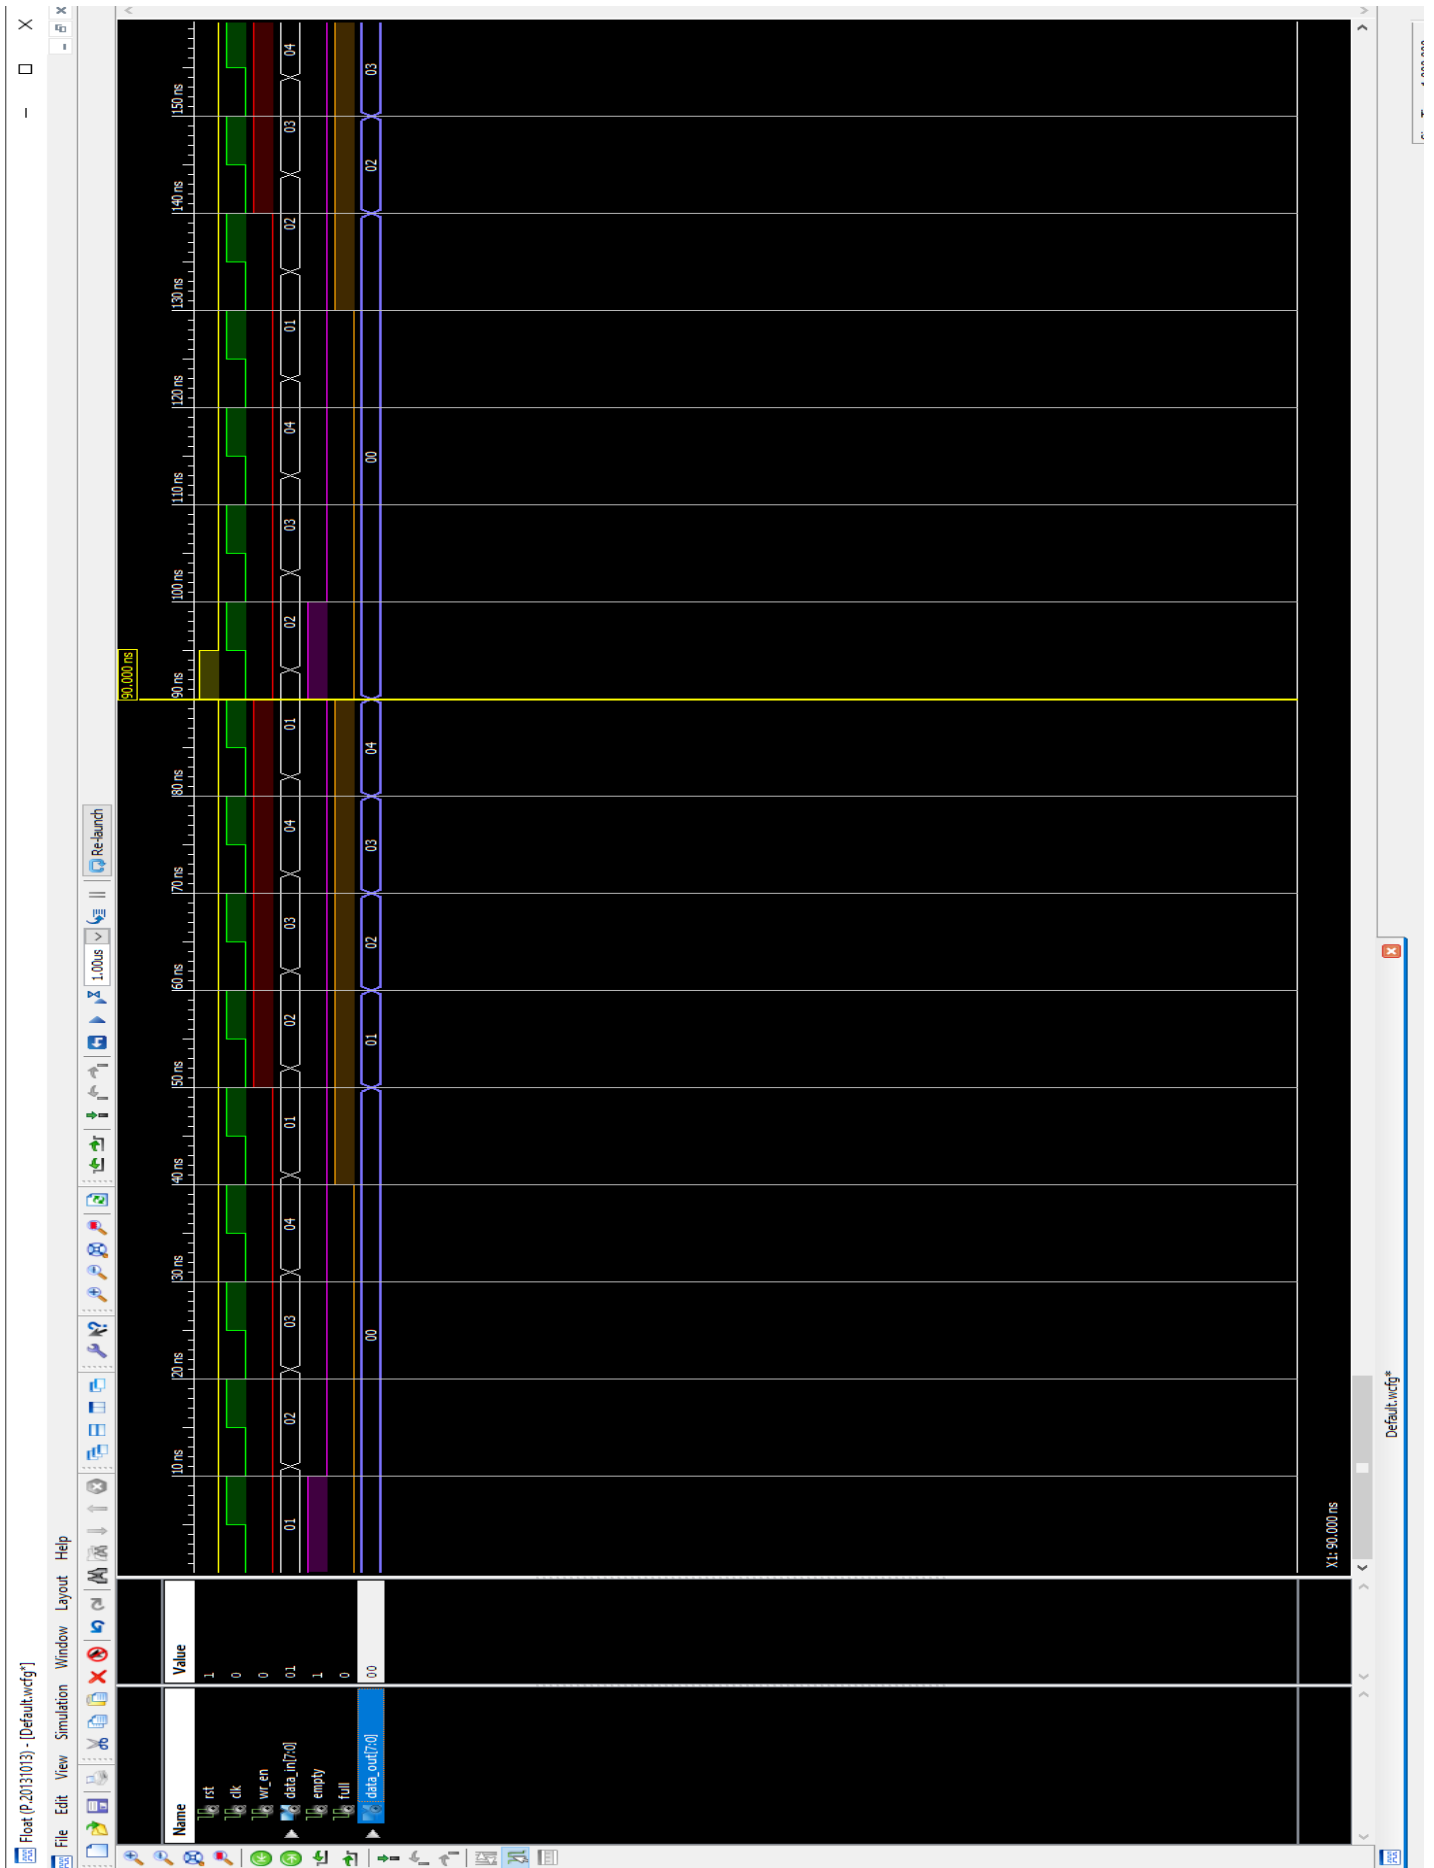 Float (P.20131013) - [Default.wcfg*]
File Edit View Simulation Window Layout Help
1.00us Re-launch
90.000 ns
Name Value 10 ns 20 ns 30 ns 40 ns 50 ns 60 ns 70 ns 80 ns 90 ns 100 ns 110 ns 120 ns 130 ns 140 ns 150 ns
rst 1
clk 0
wr_en 0
data_in[7:0] 01 01 02 03 04 01 02 03 04 01 02 03 04 01 02 03 04
empty 1
full 0
data_out[7:0] 00 00 01 02 03 04 00 02 03
X1: 90.000 ns
Default.wcfg*